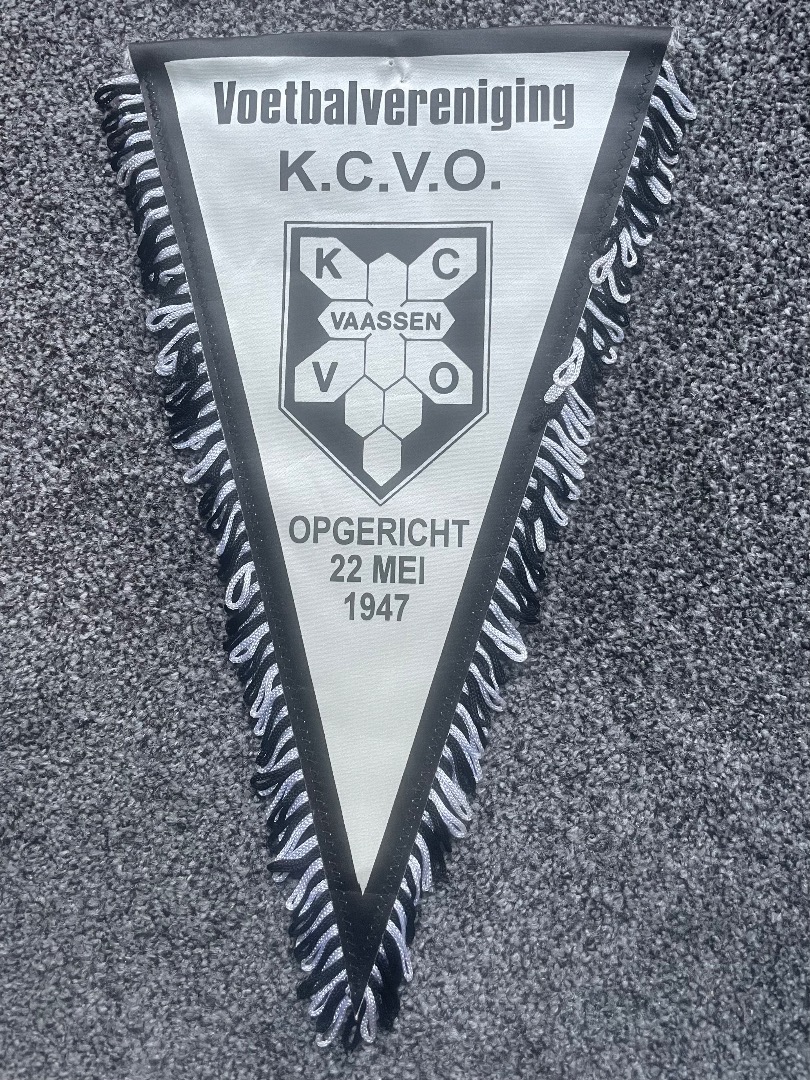 Voetbalvereniging
K.C.V.O.
K C
VAASSEN
V O
OPGERICHT
22 MEI
1947